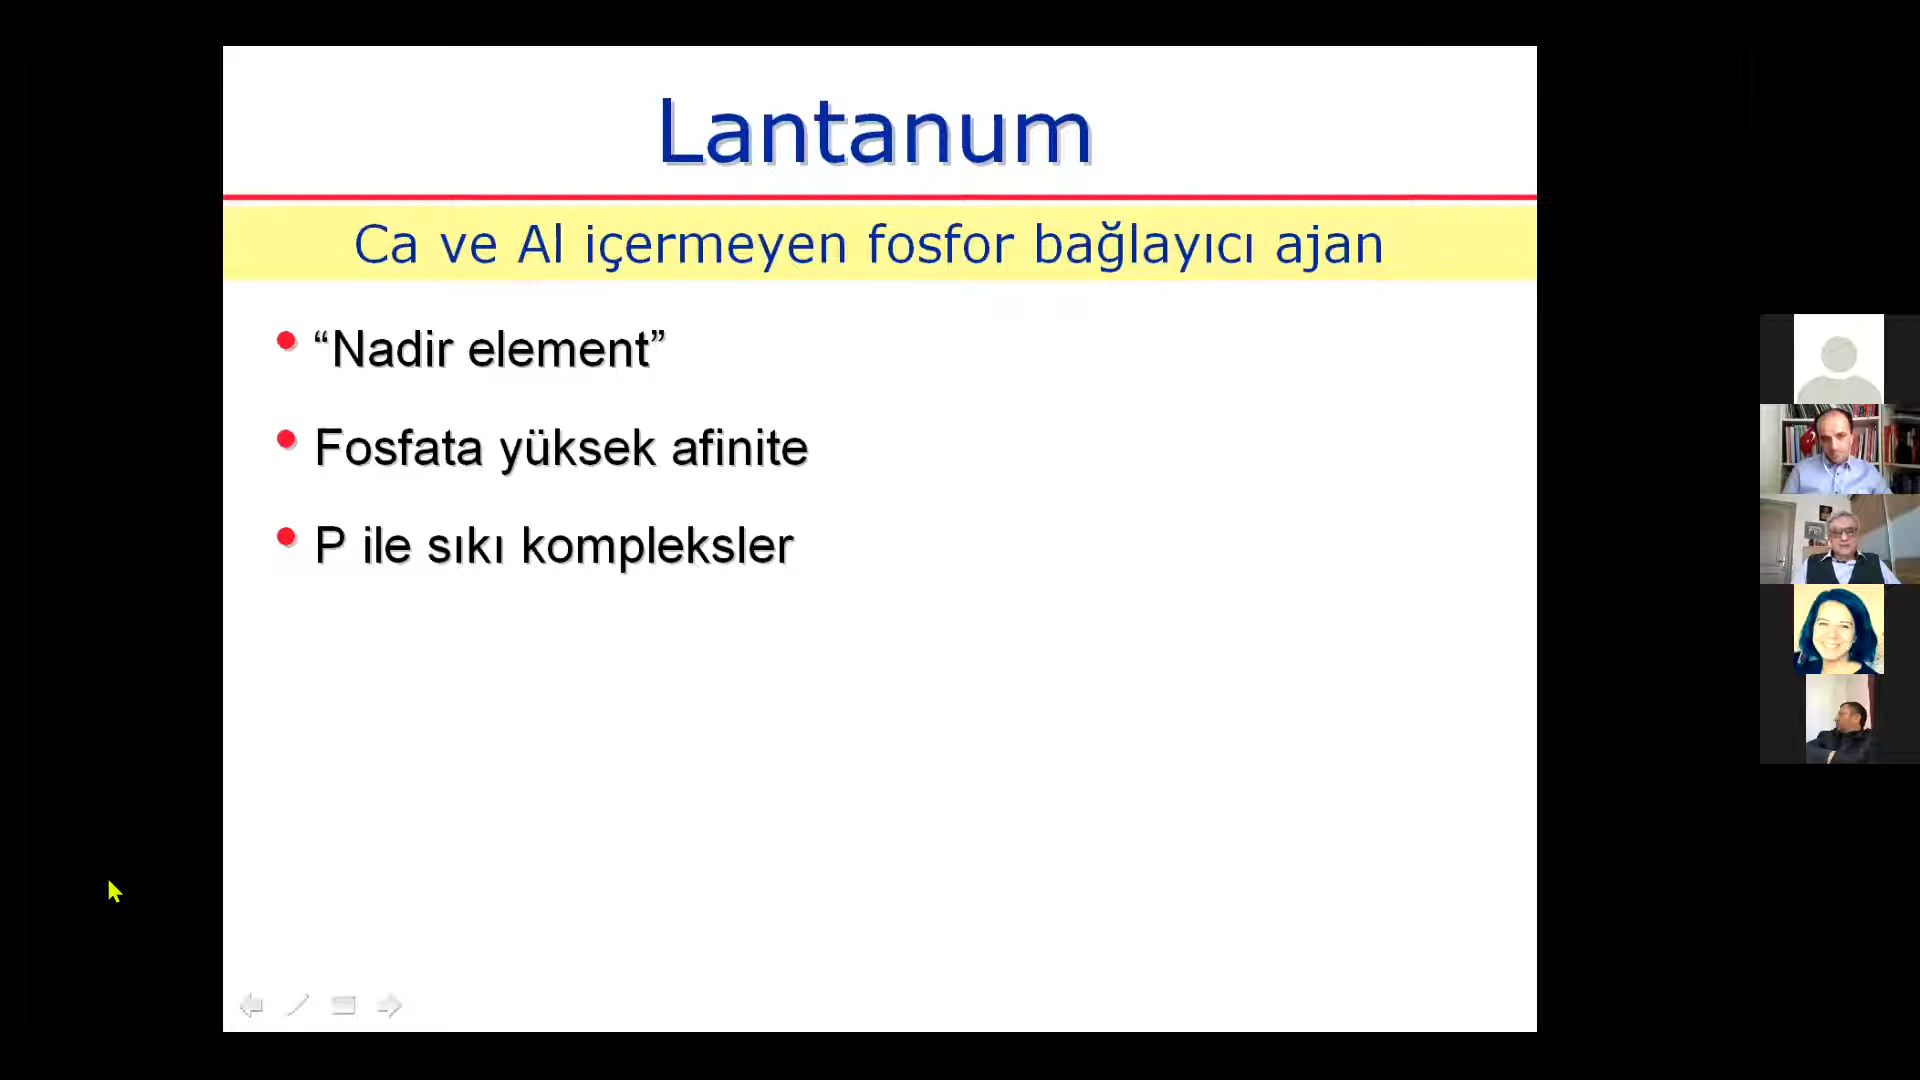 Lantanum
Ca ve Al içermeyen fosfor bağlayıcı ajan
• “Nadir element”
• Fosfata yüksek afinite
• P ile sıkı kompleksler